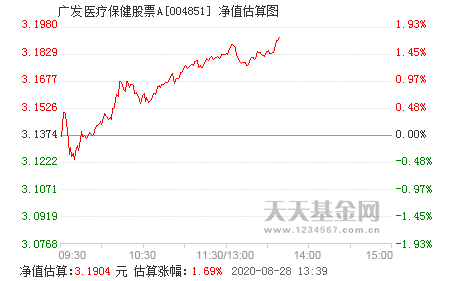 广发医疗保健股票A[004851] 净值估算图
3.1980 1.93%
3.1829 1.45%
3.1677 0.97%
3.1526 0.48%
3.1374 0.00%
3.1222 -0.48%
3.1071 -0.97%
3.0919 -1.45%
3.0768 -1.93%
天天基金网
www.1234567.com.cn
09:30 10:30 11:30/13:00 14:00 15:00
净值估算:3.1904 元 估算涨幅: 1.69% 2020-08-28 13:39